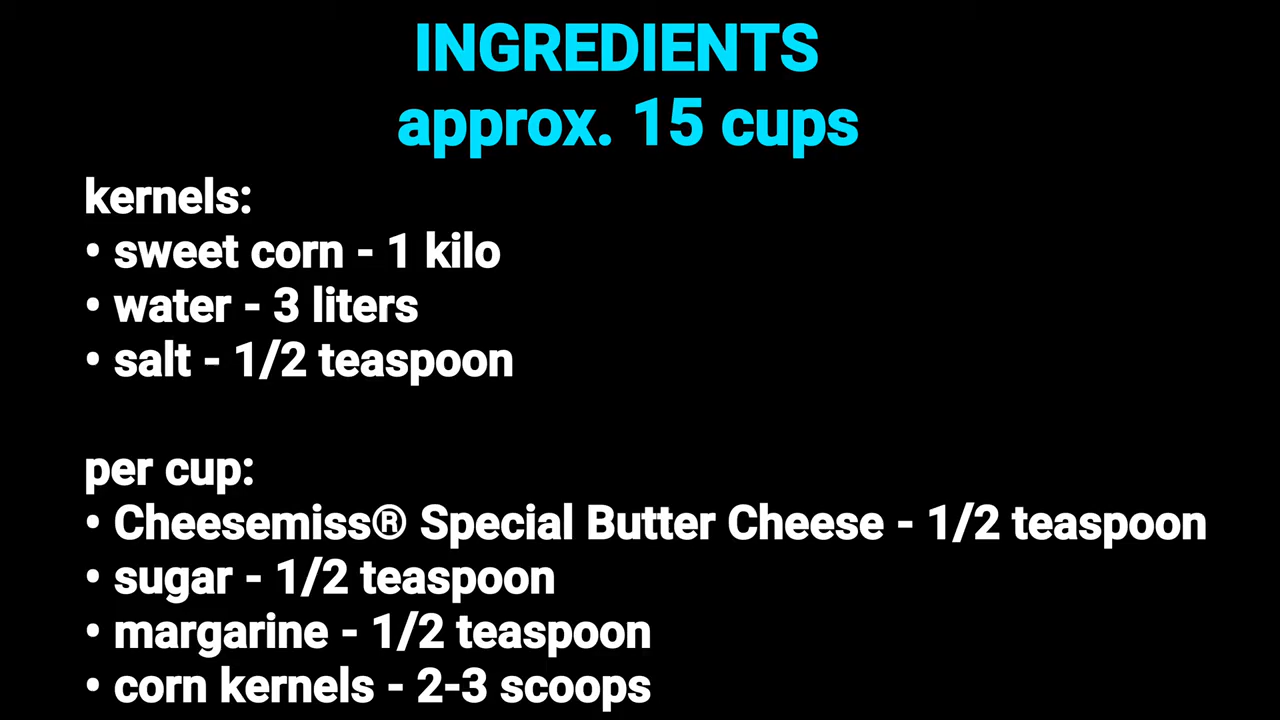 INGREDIENTS
approx. 15 cups
kernels:
• sweet corn - 1 kilo
• water - 3 liters
• salt - 1/2 teaspoon
per cup:
• Cheesemiss® Special Butter Cheese - 1/2 teaspoon
• sugar - 1/2 teaspoon
• margarine - 1/2 teaspoon
• corn kernels - 2-3 scoops